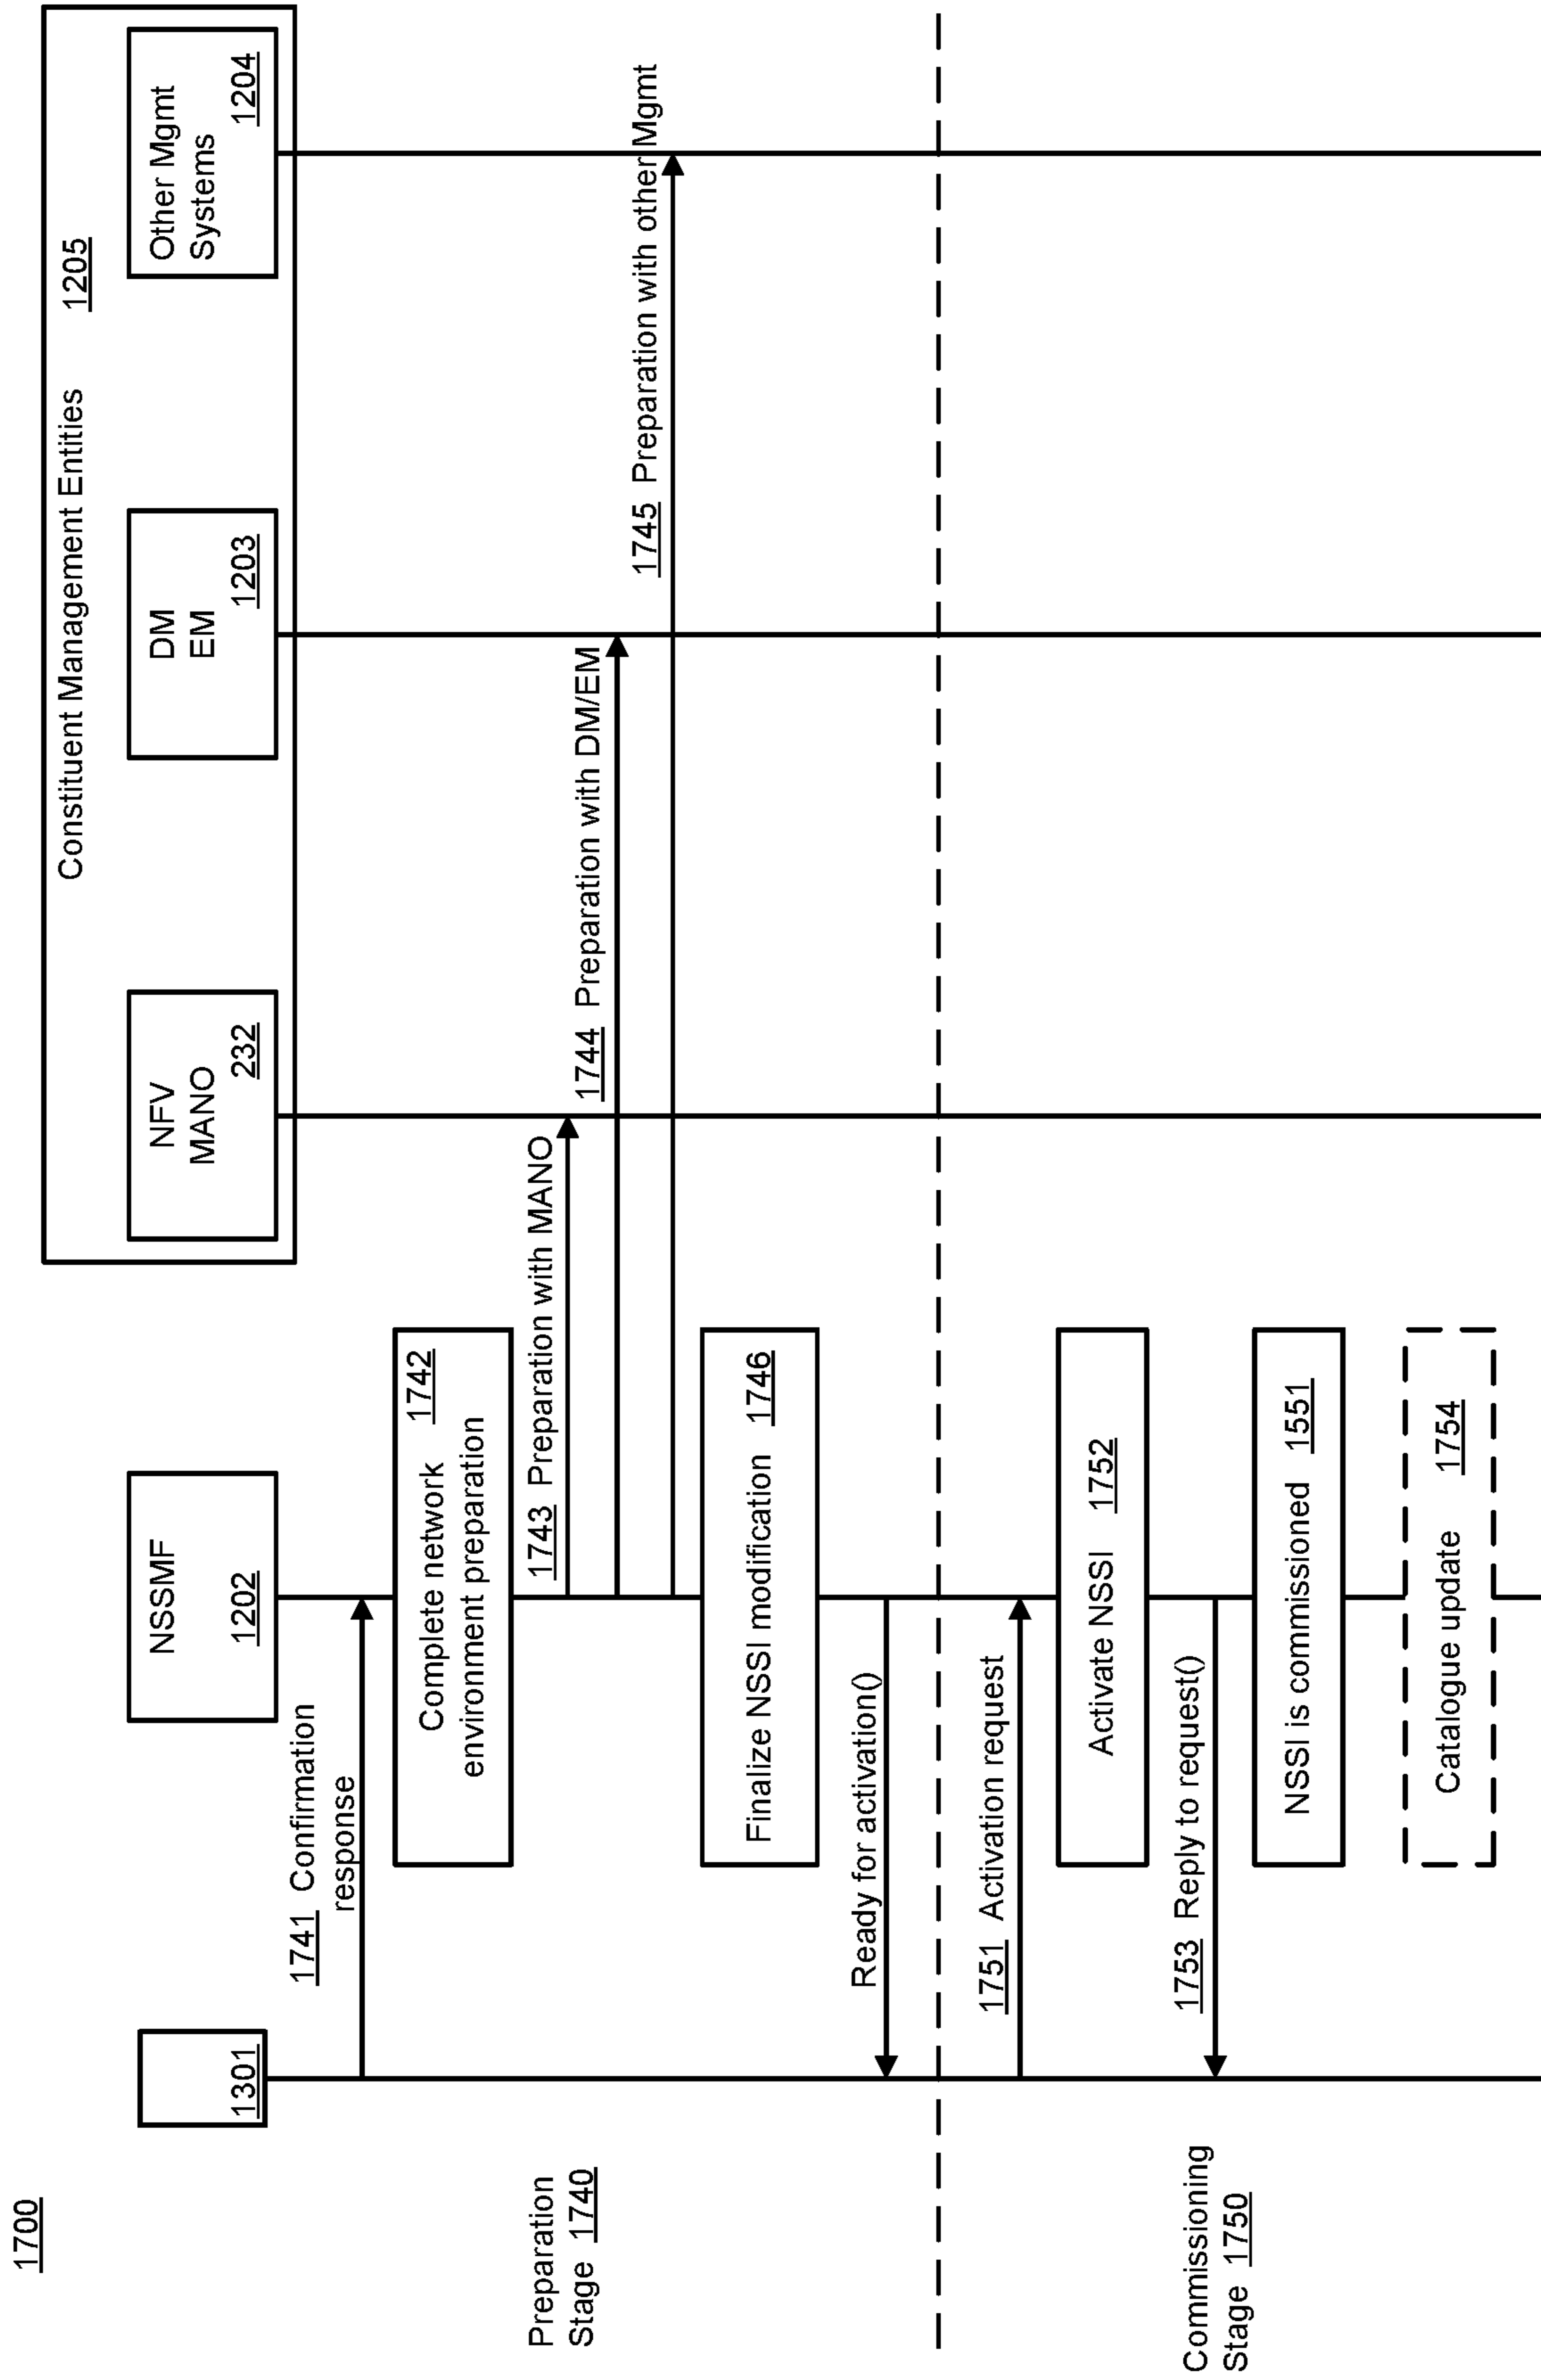 1700
Constituent Management Entities
1205
1301
NSSMF
1202
NFV
MANO
232
DM
EM
1203
Other Mgmt
Systems
1204
Preparation
Stage 1740
1741 Confirmation
response
Complete network
environment preparation
1742
1743 Preparation with MANO
1744 Preparation with DM/EM
1745 Preparation with other Mgmt
Finalize NSSI modification 1746
Ready for activation()
Commissioning
Stage 1750
1751 Activation request
Activate NSSI 1752
1753 Reply to request()
NSSI is commissioned 1551
Catalogue update 1754